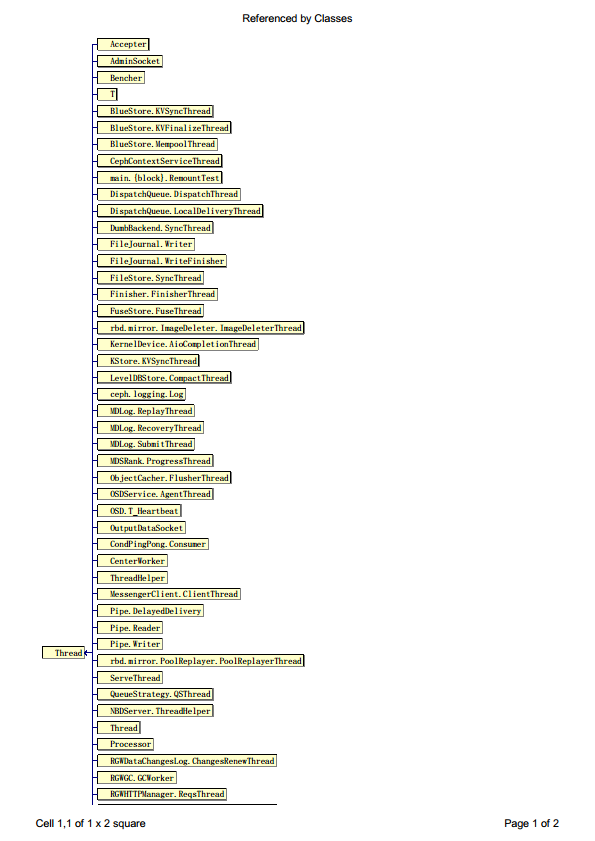 Referenced by Classes
Accepter
AdminSocket
Bencher
T
BlueStore.KVSyncThread
BlueStore.KVFinalizeThread
BlueStore.MempoolThread
CephContextServiceThread
main.{block}.RemountTest
DispatchQueue.DispatchThread
DispatchQueue.LocalDeliveryThread
DumbBackend.SyncThread
FileJournal.Writer
FileJournal.WriteFinisher
FileStore.SyncThread
Finisher.FinisherThread
FuseStore.FuseThread
rbd.mirror.ImageDeleter.ImageDeleterThread
KernelDevice.AioCompletionThread
KStore.KVSyncThread
LevelDBStore.CompactThread
ceph.logging.Log
MDLog.ReplayThread
MDLog.RecoveryThread
MDLog.SubmitThread
MDSRank.ProgressThread
ObjectCacher.FlusherThread
OSDService.AgentThread
OSD.T_Heartbeat
OutputDataSocket
CondPingPong.Consumer
CenterWorker
ThreadHelper
MessengerClient.ClientThread
Pipe.DelayedDelivery
Pipe.Reader
Pipe.Writer
Thread
rbd.mirror.PoolReplayer.PoolReplayerThread
ServeThread
QueueStrategy.QSThread
NBDServer.ThreadHelper
Thread
Processor
RGWDataChangesLog.ChangesRenewThread
RGWGC.GCWorker
RGWHTTPManager.ReqsThread
Cell 1,1 of 1 x 2 square
Page 1 of 2